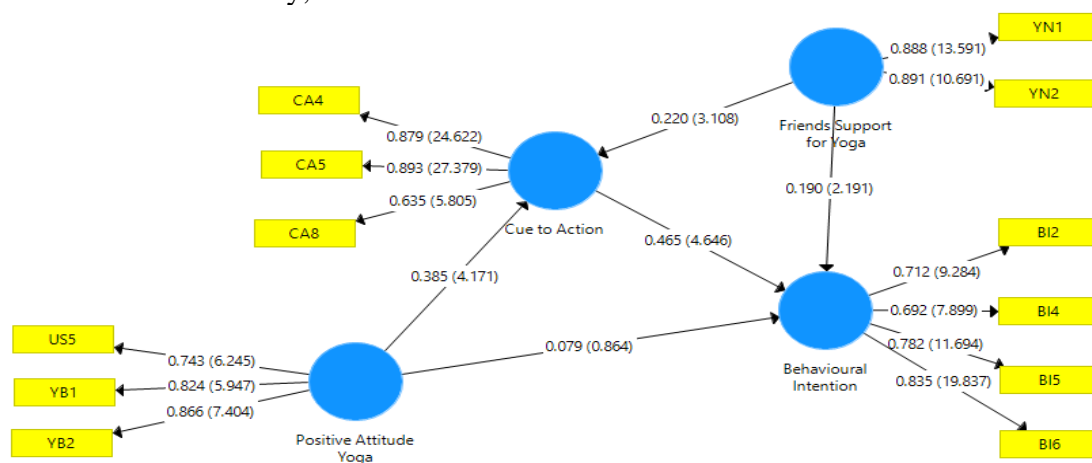 YN1
0.888 (13.591)
0.891 (10.691)
YN2
CA4
0.879 (24.622)
0.220 (3.108)
Friends Support
for Yoga
CA5
0.893 (27.379)
0.635 (5.805)
0.190 (2.191)
CA8
Cue to Action
BI2
0.465 (4.646)
0.712 (9.284)
0.385 (4.171)
0.692 (7.899)
BI4
US5
0.743 (6.245)
0.079 (0.864)
0.782 (11.694)
Behavioural
Intention
0.835 (19.837)
BI5
YB1
0.824 (5.947)
0.866 (7.404)
YB2
Positive Attitude
Yoga
BI6